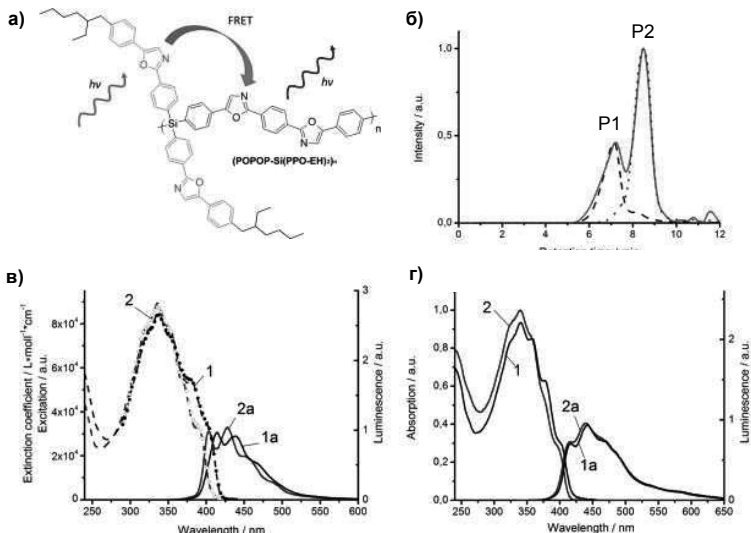 а)
FRET
hν
hν
N
O
N
O
Si
O
N
N
O
n
(POPOP-Si(PPO-EH)₂)ₙ
б)
P2
P1
Intensity / a.u.
1,0
0,5
0,0
0 2 4 6 8 10 12
в)
Extinction coefficient / L∗mol⁻¹∗cm⁻¹
Excitation / a.u.
8x10⁴
6x10⁴
4x10⁴
2x10⁴
0
2
1
2a
1a
3
2
1
0
Luminescence / a.u.
250 300 350 400 450 500 550 600
Wavelength / nm
г)
Absorption / a.u.
1,0
0,8
0,6
0,4
0,2
0,0
2
1
2a
1a
2
1
0
Luminescence / a.u.
250 300 350 400 450 500 550 600 650
Wavelength / nm